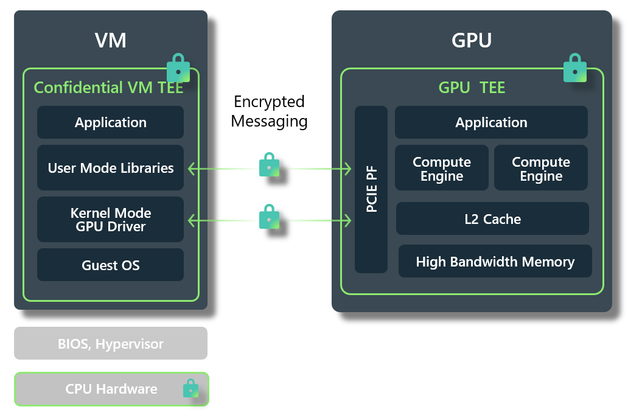 VM
Confidential VM TEE
Application
User Mode Libraries
Kernel Mode
GPU Driver
Guest OS
BIOS, Hypervisor
CPU Hardware
Encrypted
Messaging
GPU
GPU TEE
PCIE PF
Application
Compute
Engine
Compute
Engine
L2 Cache
High Bandwidth Memory